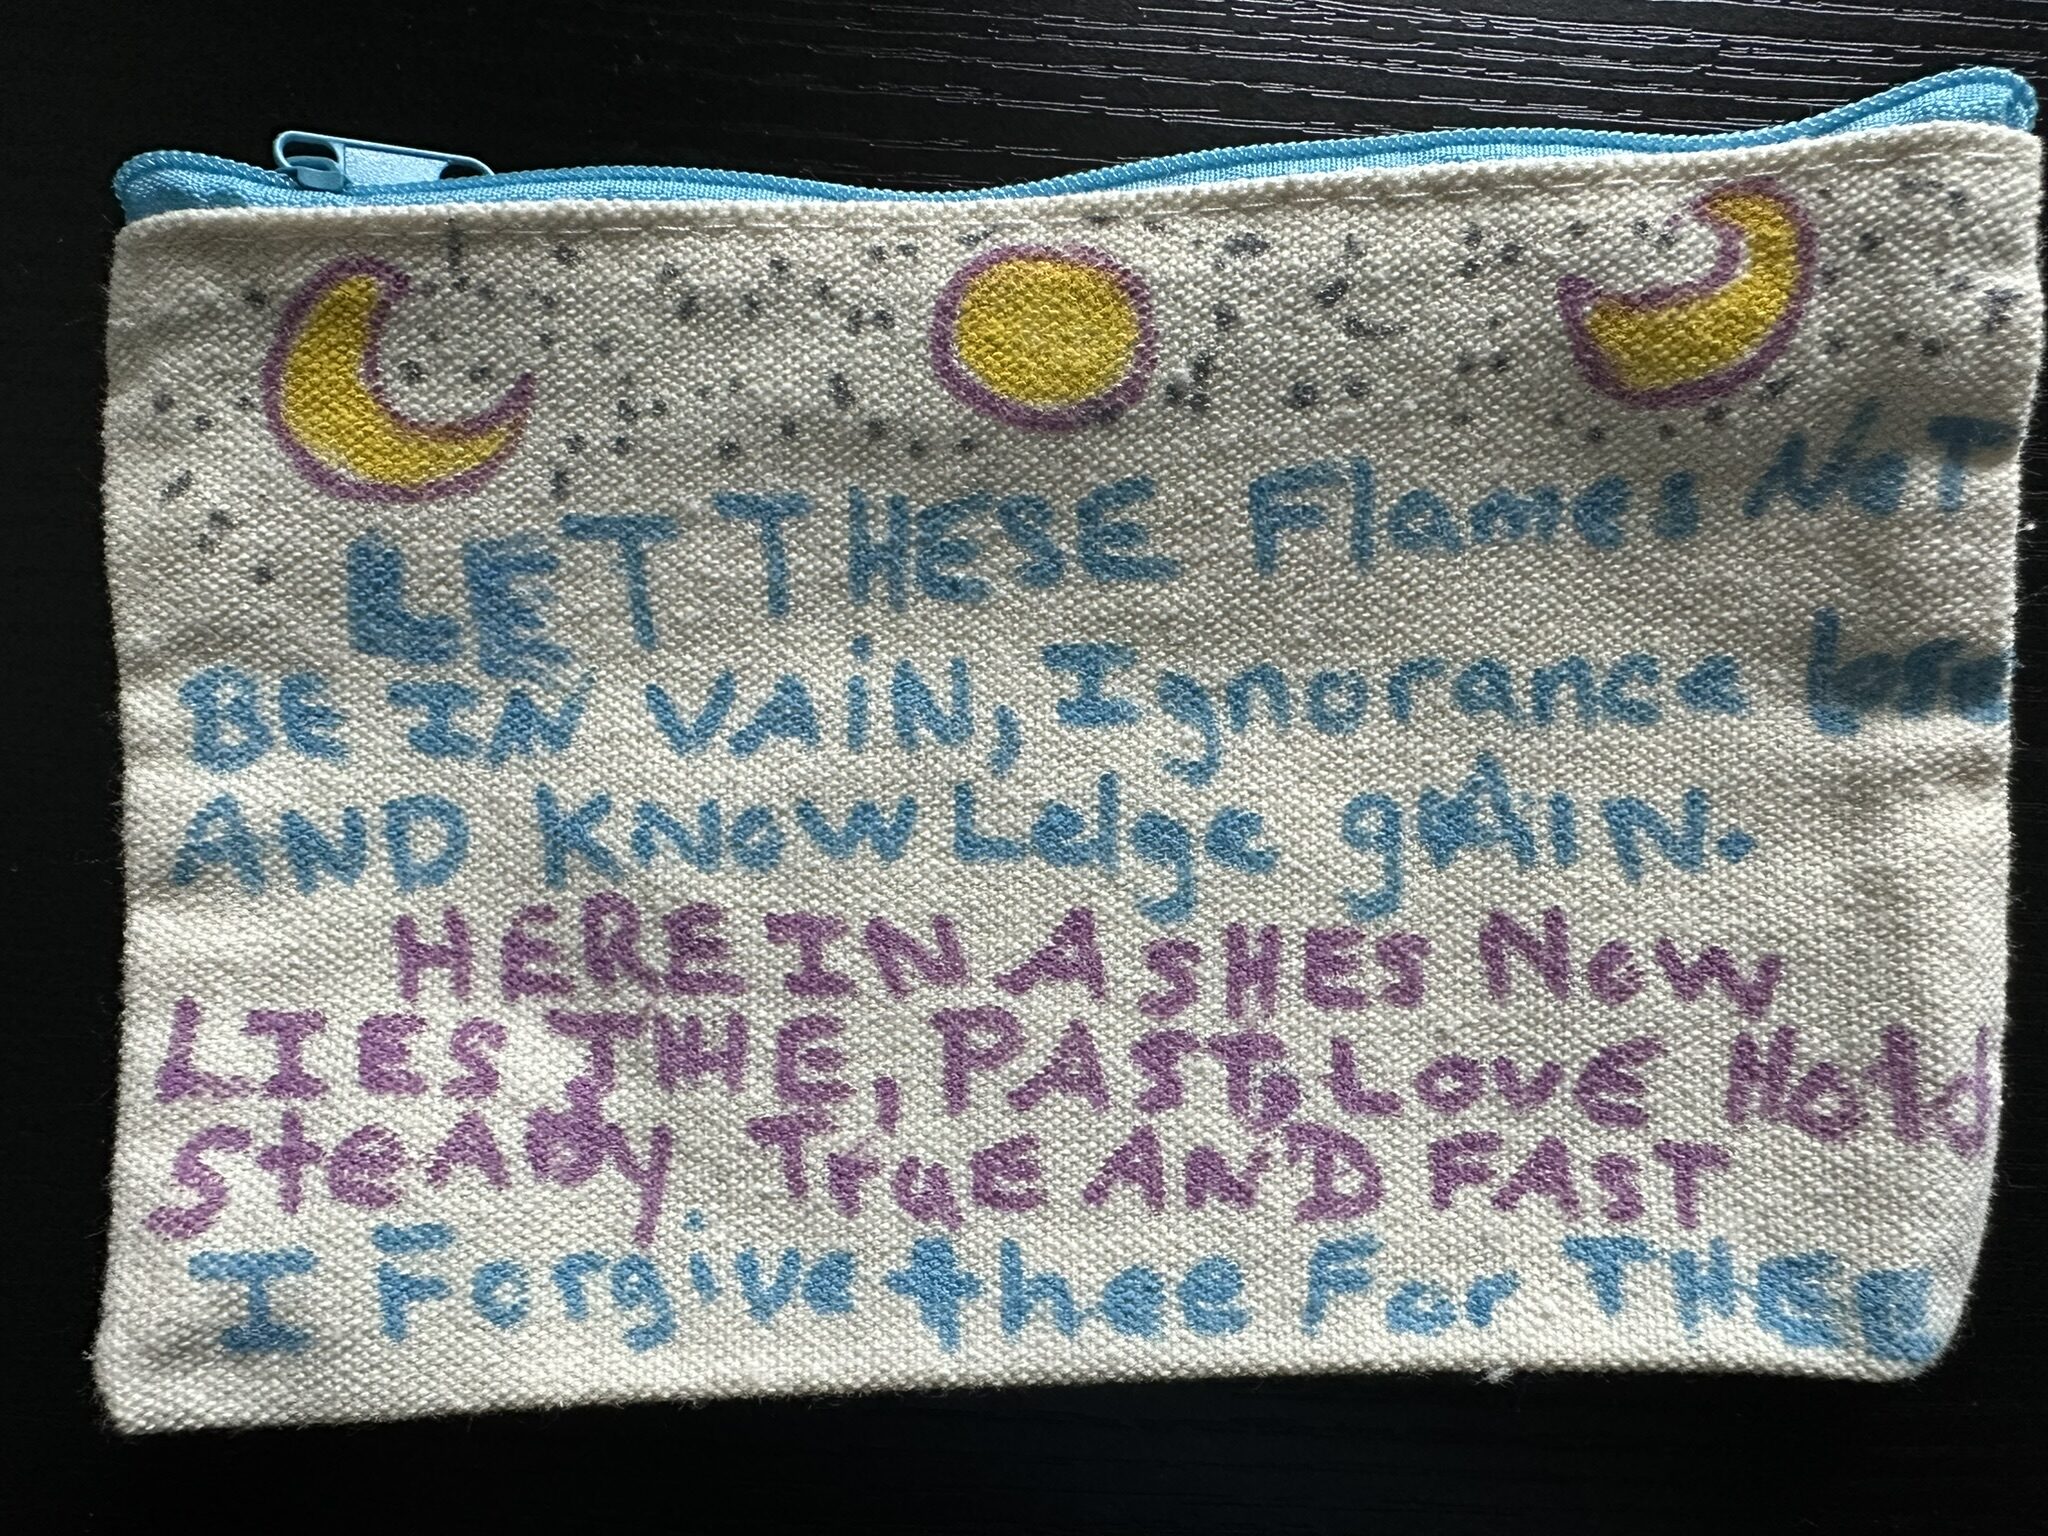 LET THESE Flames NoT
BE IN VAiN, Ignorance
AND KNowLelge gAIN.
HERE IN ASHES New
LIES THE, PAST, LovE Hold
SteADy TruE AND FAST
I Forgive thee For THEE